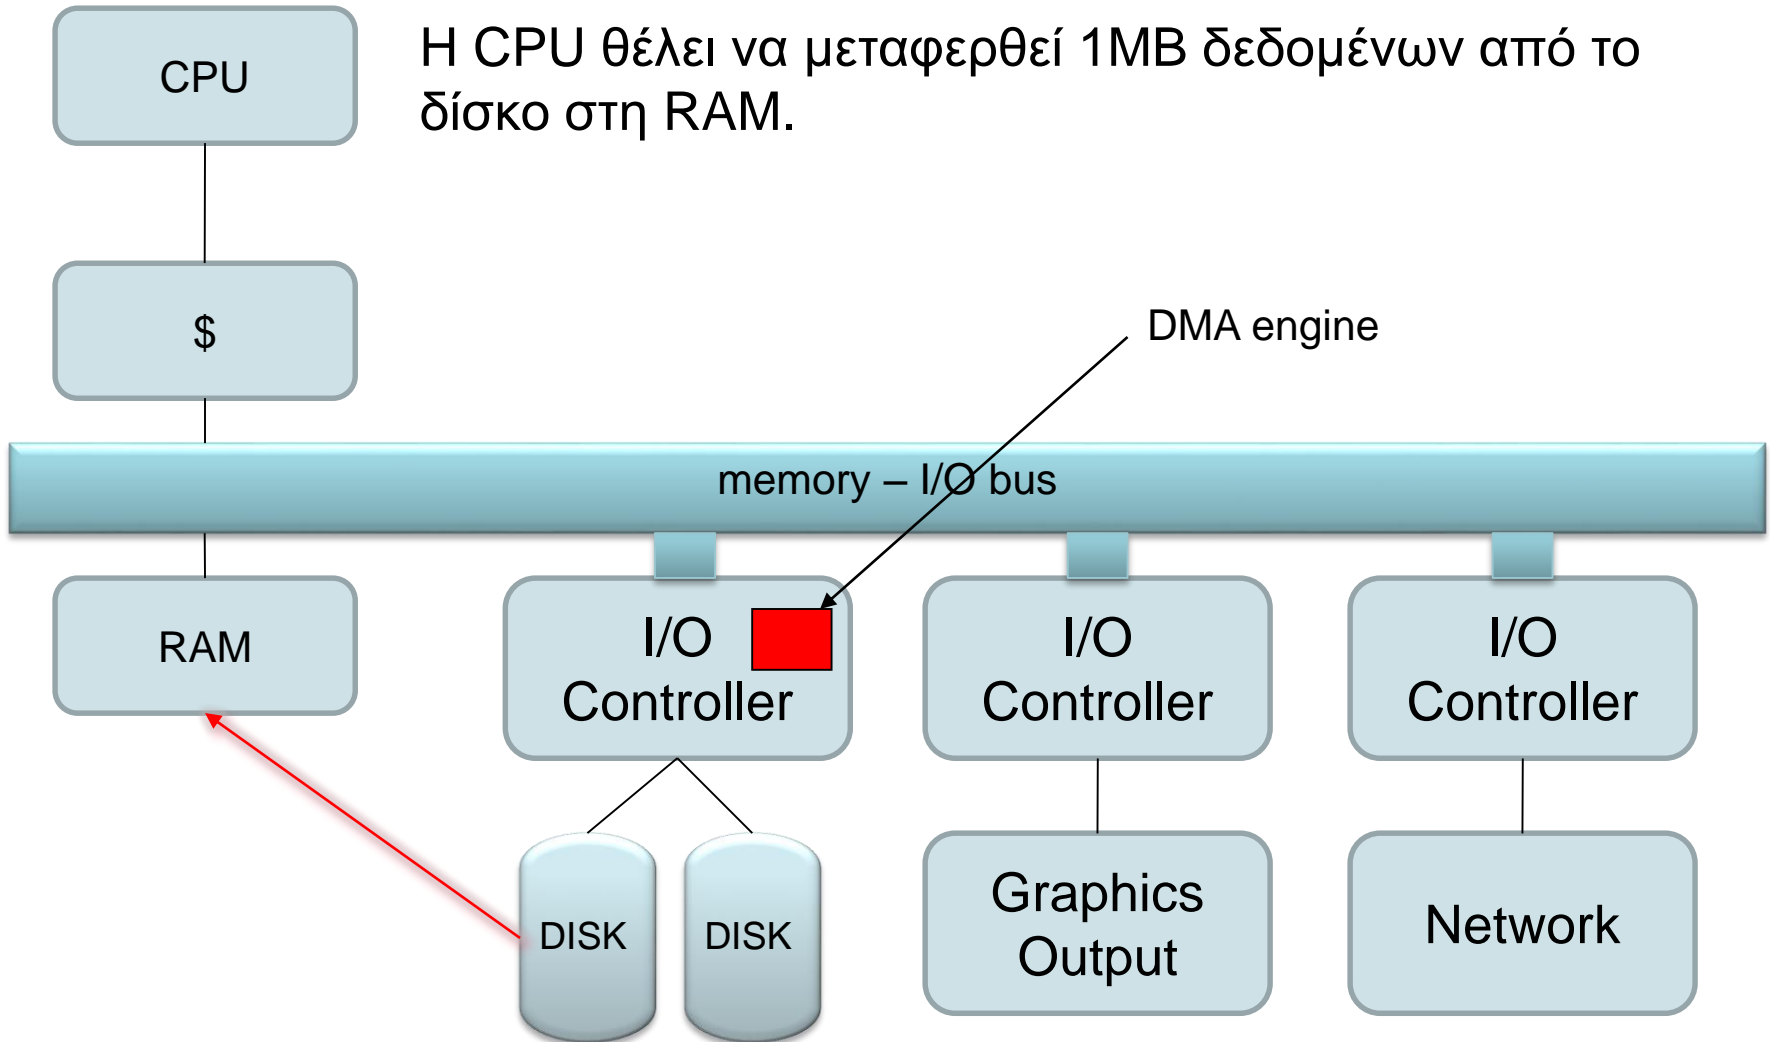 CPU
Η CPU θέλει να μεταφερθεί 1MB δεδομένων από το
δίσκο στη RAM.
$
DMA engine
memory – I/O bus
RAM
I/O
Controller
I/O
Controller
I/O
Controller
DISK
DISK
Graphics
Output
Network